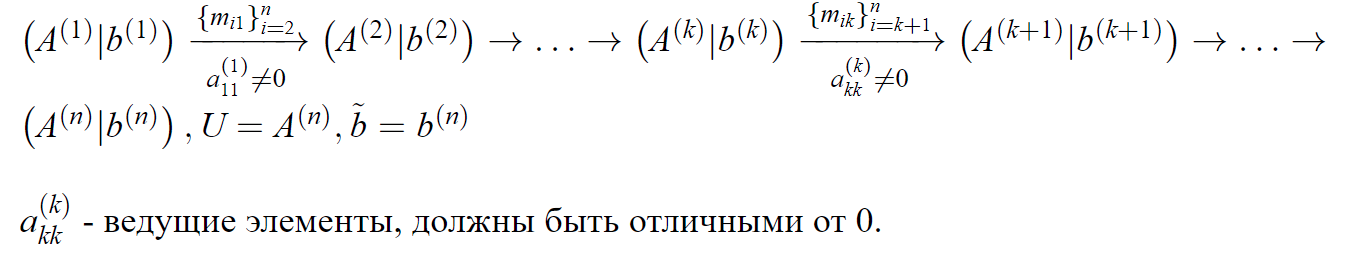 $(A^{(1)}|b^{(1)}) \xrightarrow[a_{11}^{(1)} \neq 0]{\{m_{i1}\}_{i=2}^{n}} (A^{(2)}|b^{(2)}) \to \ldots \to (A^{(k)}|b^{(k)}) \xrightarrow[a_{kk}^{(k)} \neq 0]{\{m_{ik}\}_{i=k+1}^{n}} (A^{(k+1)}|b^{(k+1)}) \to \ldots \to$
$(A^{(n)}|b^{(n)}) , U = A^{(n)}, \tilde{b} = b^{(n)}$
$a_{kk}^{(k)}$ - ведущие элементы, должны быть отличными от 0.